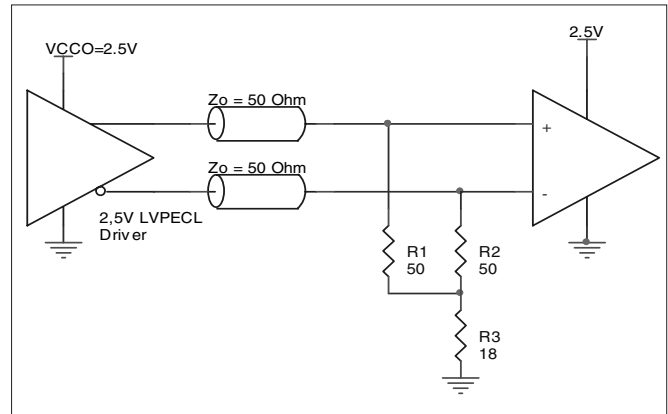 VCCO=2.5V
2.5V
Zo = 50 Ohm
+
Zo = 50 Ohm
-
2,5V LVPECL
Driver
R1
50
R2
50
R3
18